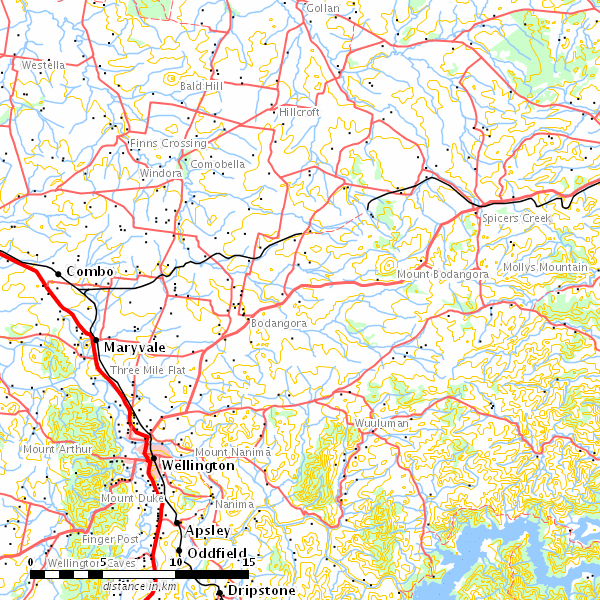 Gollan
Westella
Bald Hill
Hillcroft
Finns Crossing
Comobella
Windora
Spicers Creek
Combo
Mollys Mountain
Mount Bodangora
Bodangora
Maryvale
Three Mile Flat
Wuuluman
Mount Arthur
Mount Nanima
Wellington
Mount Duke
Nanima
Apsley
Finger Post
Oddfield
Wellington Caves
0 5 10 15
distance in km
Dripstone